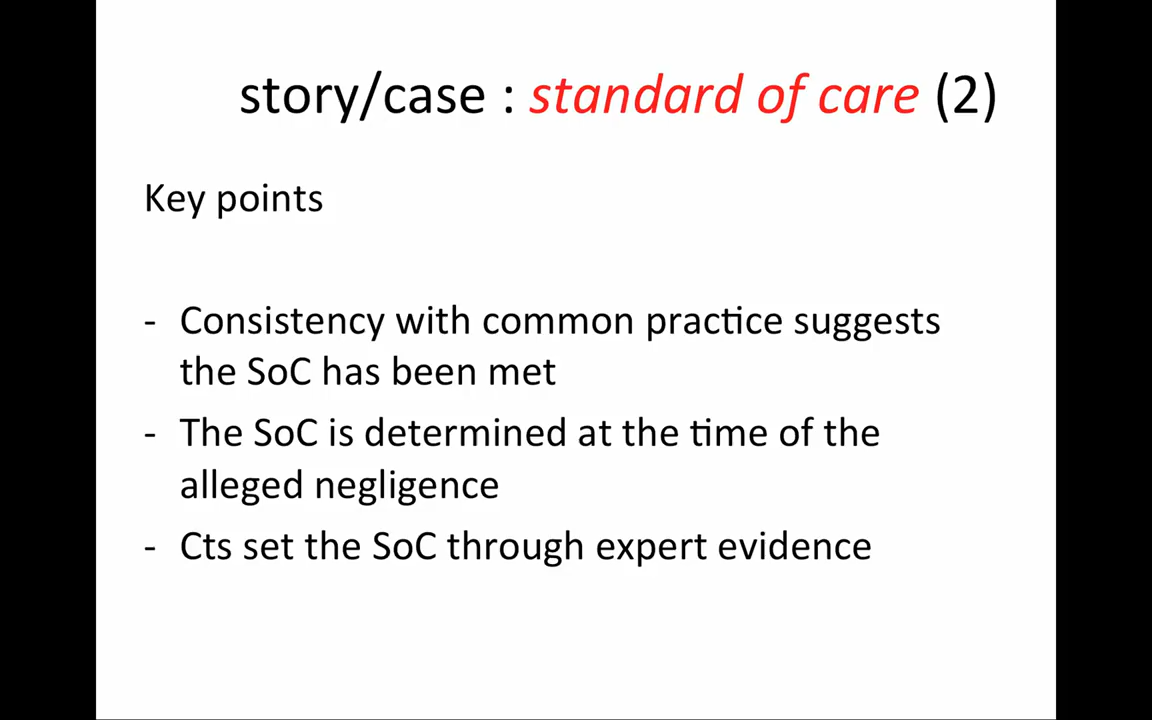 story/case : standard of care (2)
Key points
- Consistency with common practice suggests
the SoC has been met
- The SoC is determined at the time of the
alleged negligence
- Cts set the SoC through expert evidence